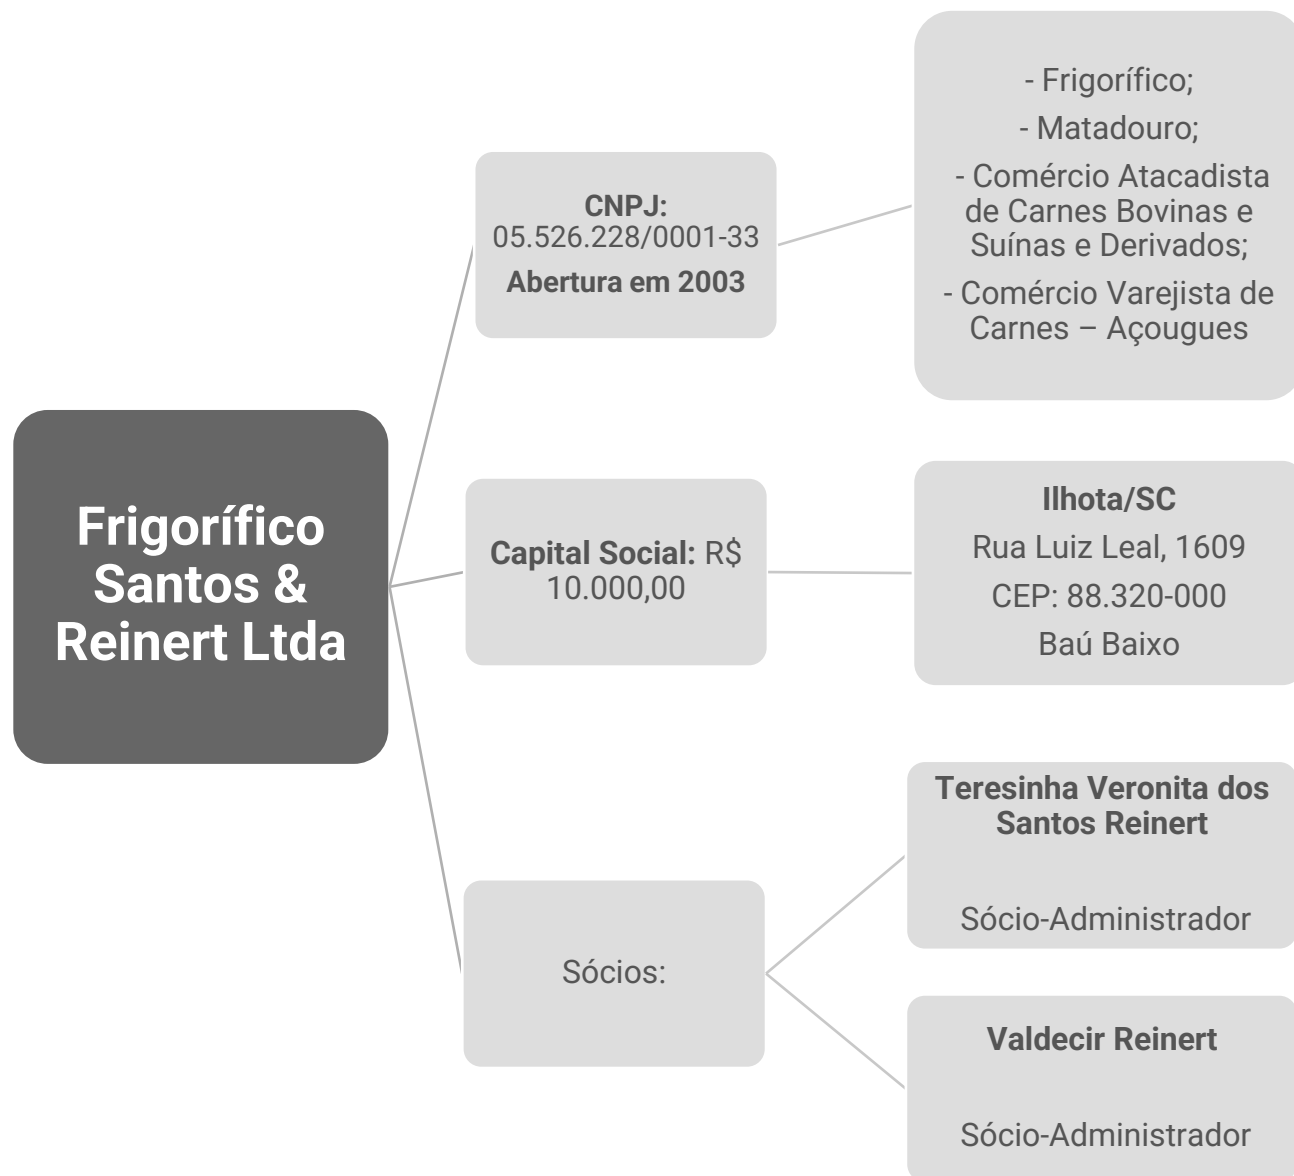 Frigorífico
Santos &
Reinert Ltda
CNPJ:
05.526.228/0001-33
Abertura em 2003
- Frigorífico;
- Matadouro;
- Comércio Atacadista
de Carnes Bovinas e
Suínas e Derivados;
- Comércio Varejista de
Carnes – Açougues
Capital Social: R$
10.000,00
Ilhota/SC
Rua Luiz Leal, 1609
CEP: 88.320-000
Baú Baixo
Sócios:
Teresinha Veronita dos
Santos Reinert
Sócio-Administrador
Valdecir Reinert
Sócio-Administrador